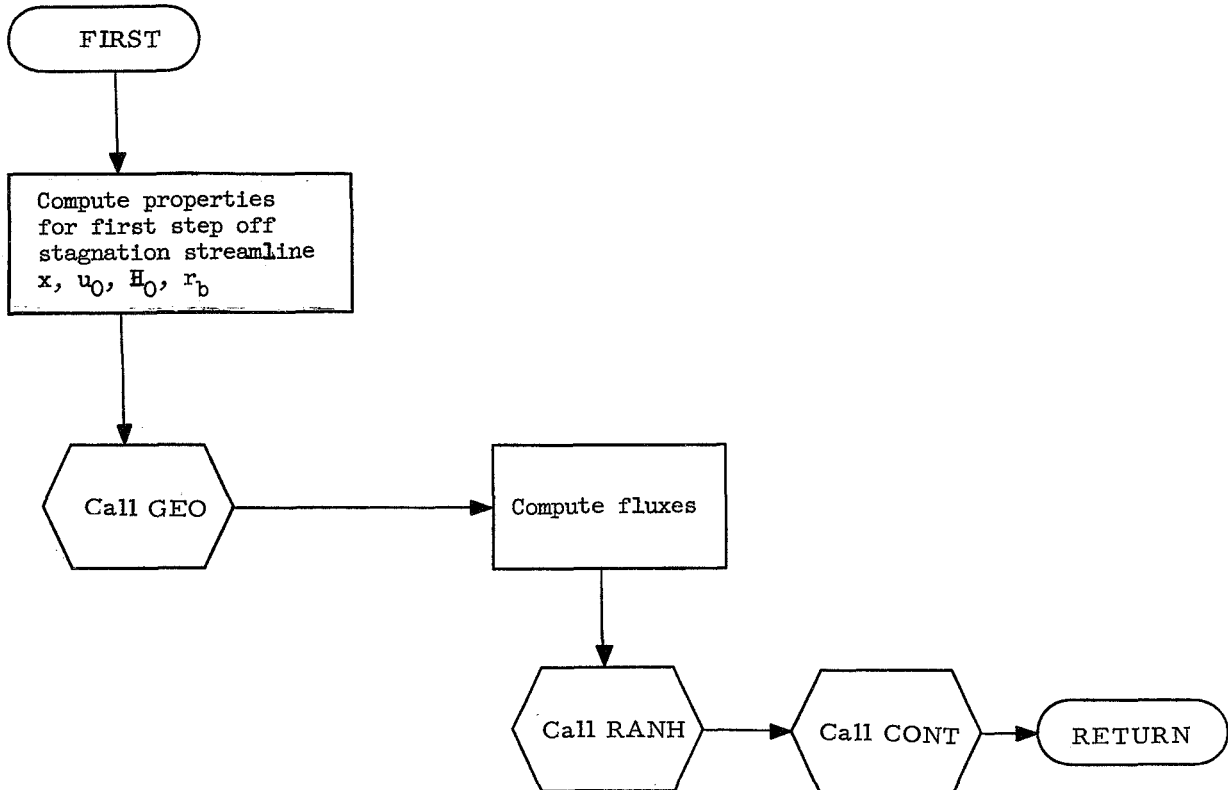 FIRST
Compute properties
for first step off
stagnation streamline
x, u₀, H₀, r_b
Call GEO
Compute fluxes
Call RANH
Call CONT
RETURN